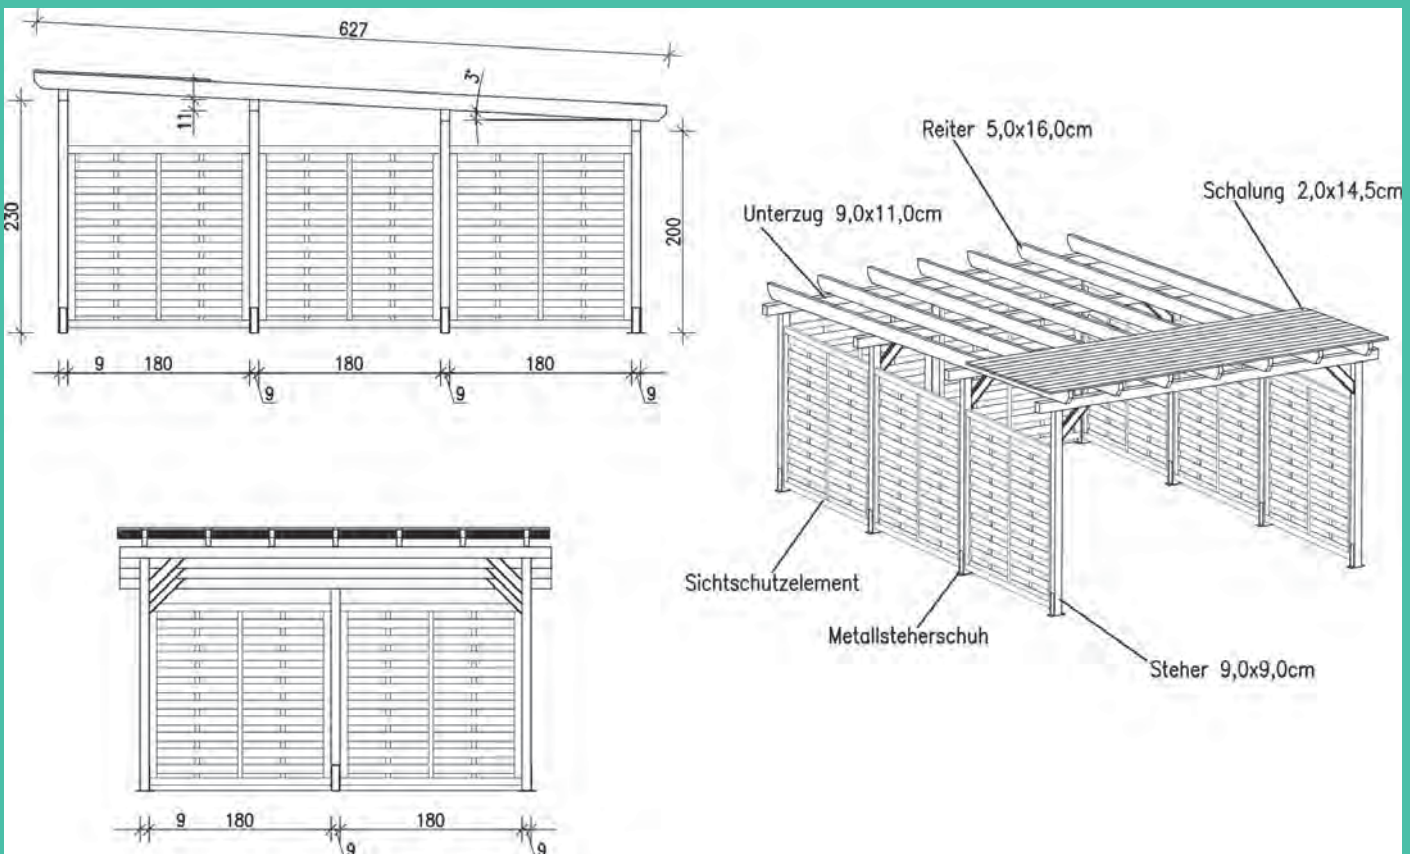 627
3°
11
230
200
9 180 180 180
9 9 9
Reiter 5,0x16,0cm
Schalung 2,0x14,5cm
Unterzug 9,0x11,0cm
Sichtschutzelement
Metallsteherschuh
Steher 9,0x9,0cm
9 180 180
9 9